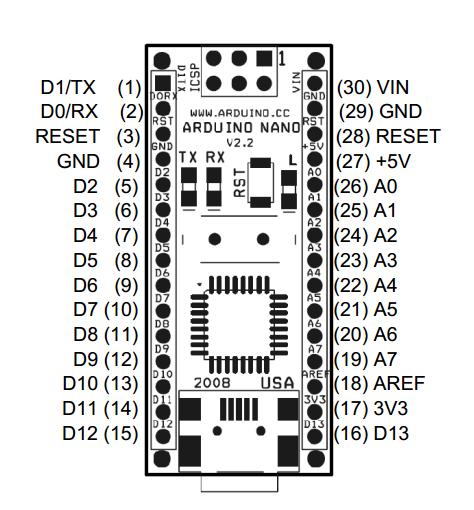 D1/TX (1)
D0/RX (2)
RESET (3)
GND (4)
D2 (5)
D3 (6)
D4 (7)
D5 (8)
D6 (9)
D7 (10)
D8 (11)
D9 (12)
D10 (13)
D11 (14)
D12 (15)
D1TX
DORX
RST
GND
D2
D3
D4
D5
D6
D7
D8
D9
D10
D11
D12
ICSP
1
WWW.ARDUINO.CC
ARDUINO NANO
V2.2
TX RX
RST
L
2008 USA
VIN
GND
RST
+5V
A0
A1
A2
A3
A4
A5
A6
A7
AREF
3V3
D13
(30) VIN
(29) GND
(28) RESET
(27) +5V
(26) A0
(25) A1
(24) A2
(23) A3
(22) A4
(21) A5
(20) A6
(19) A7
(18) AREF
(17) 3V3
(16) D13